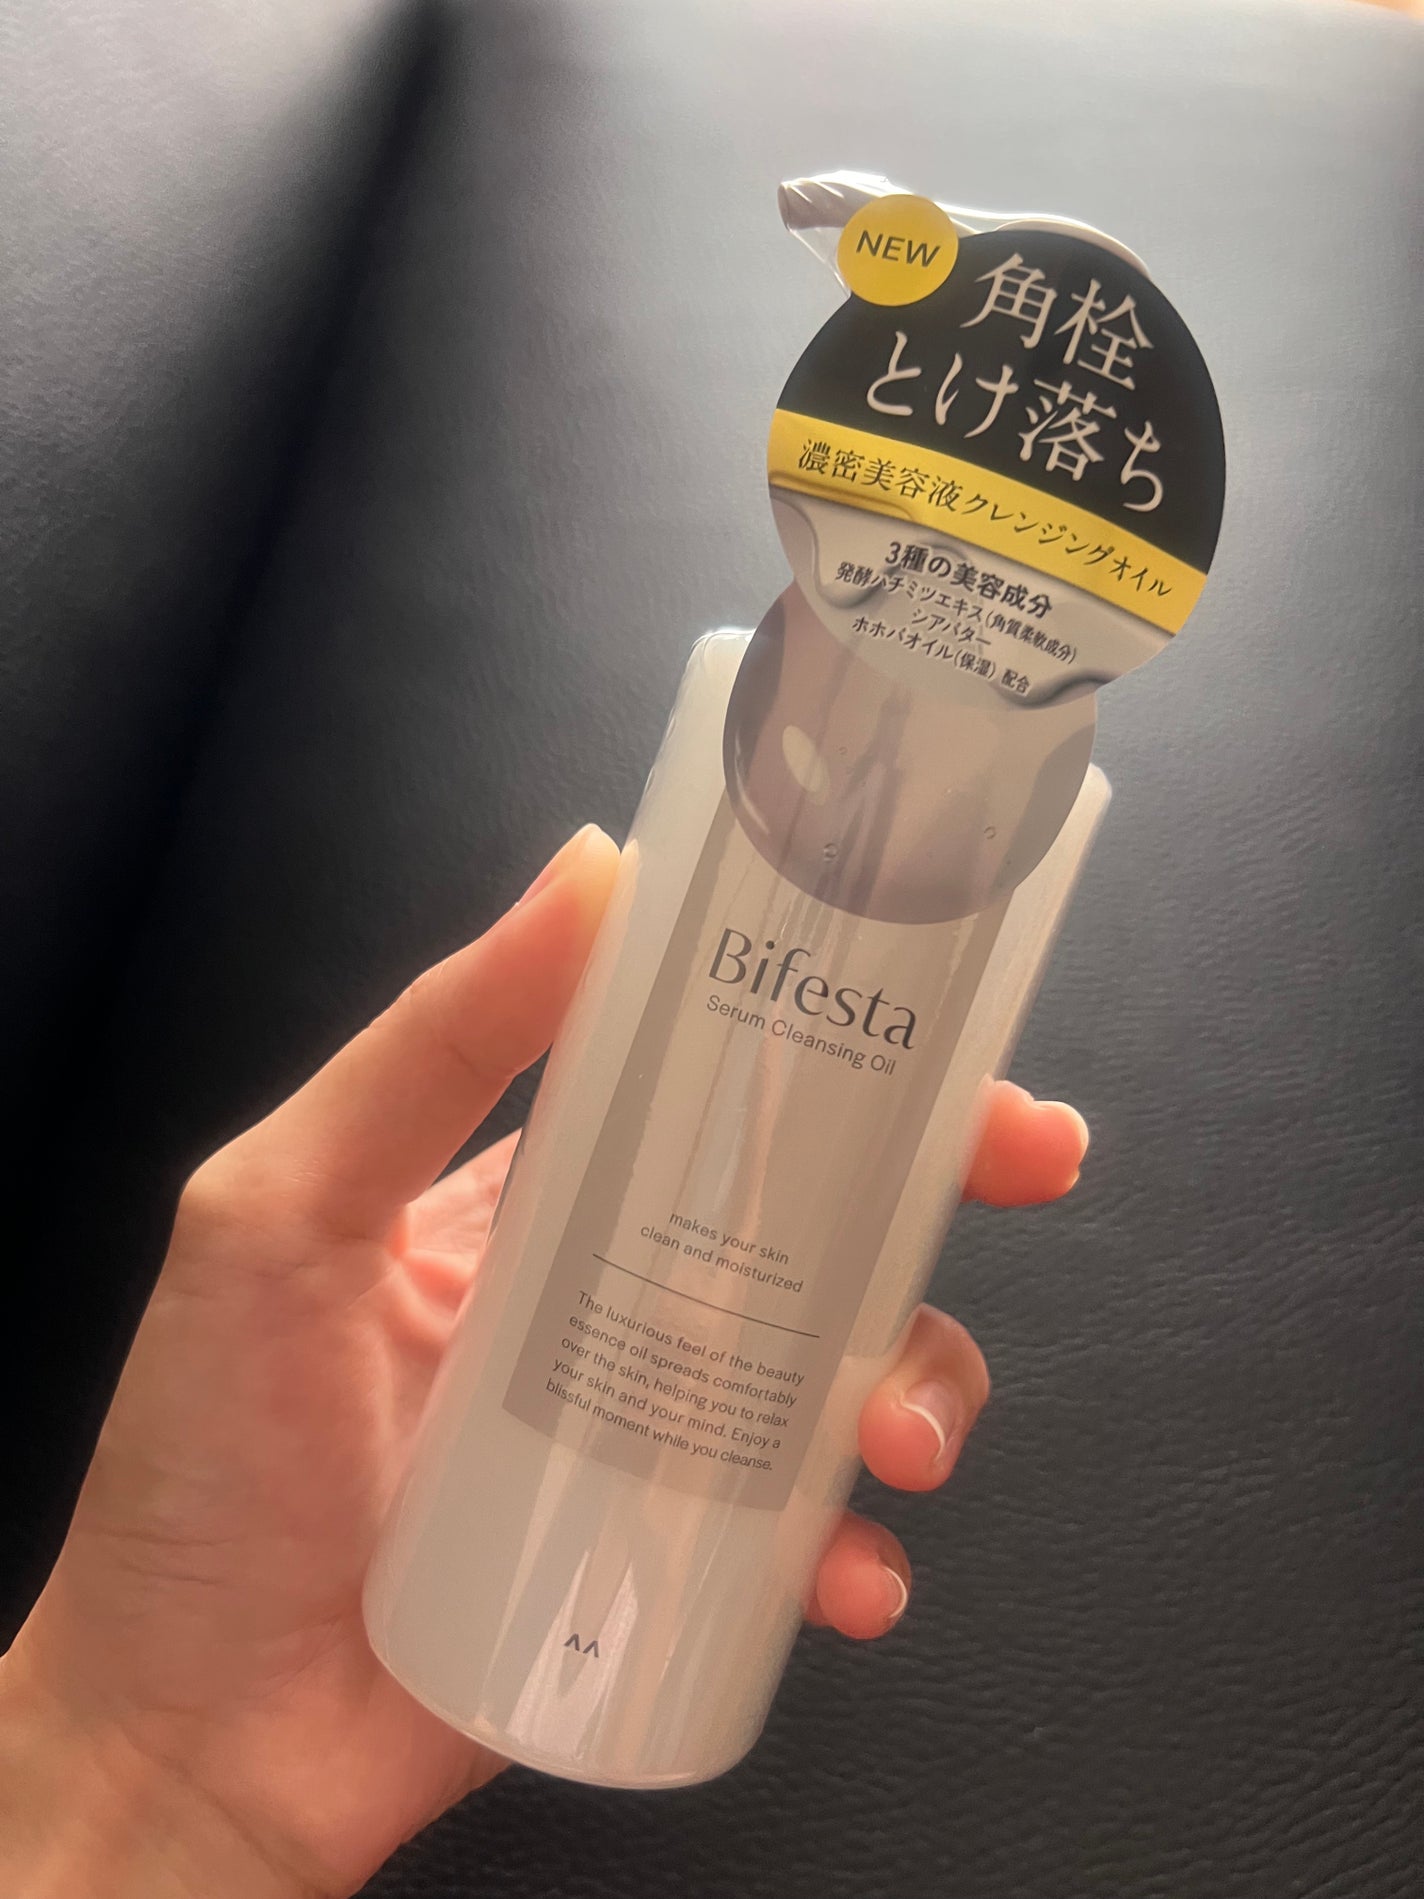 NEW
角栓
とけ落ち
濃密美容液クレンジングオイル
3種の美容成分
発酵ハチミツエキス(角質柔軟成分)
シアバター
ホホバオイル(保湿) 配合
Bifesta
Serum Cleansing Oil
makes your skin
clean and moisturized
The luxurious feel of the beauty
essence oil spreads comfortably
over the skin, helping you to relax
your skin and your mind. Enjoy a
blissful moment while you cleanse.